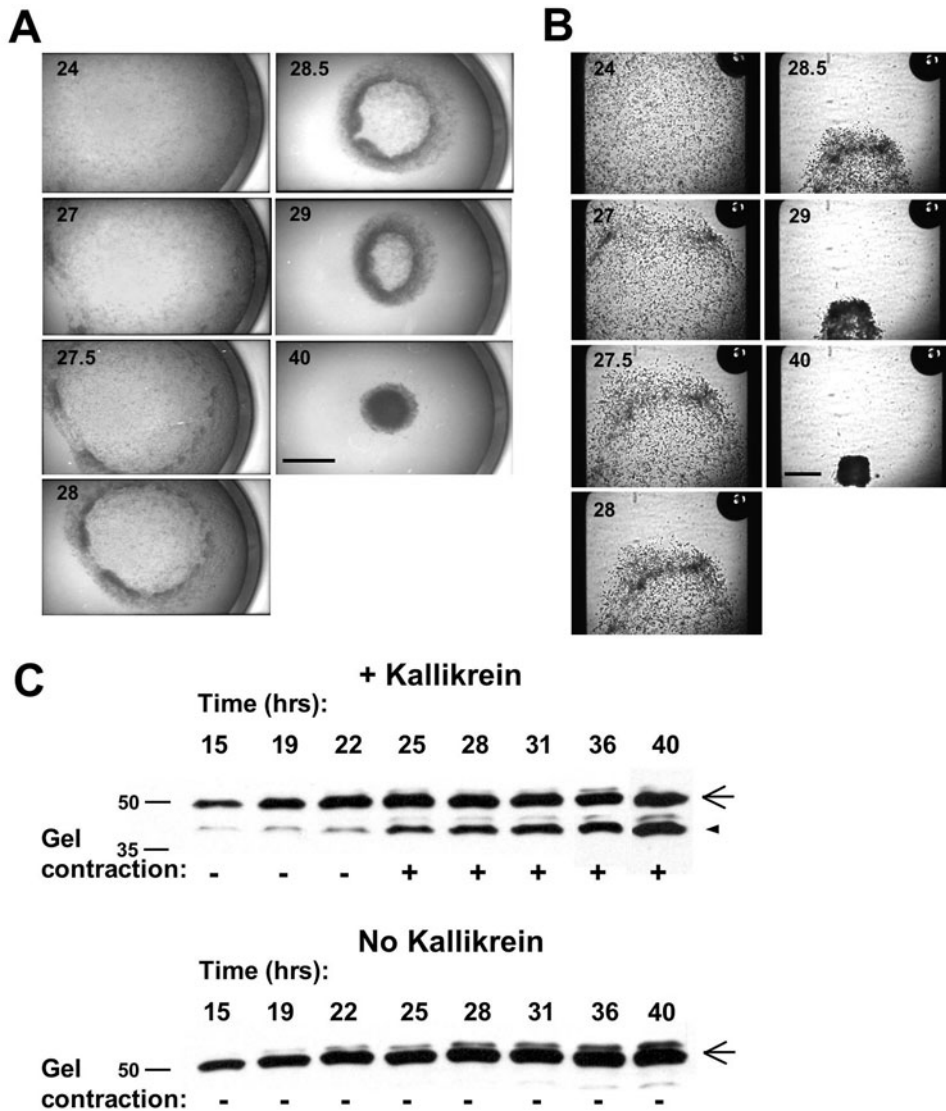 A
24
28.5
27
29
27.5
40
28
B
24
28.5
27
29
27.5
40
28
C
+ Kallikrein
Time (hrs):
15 19 22 25 28 31 36 40
50
35
Gel
contraction: - - - + + + + +
No Kallikrein
Time (hrs):
15 19 22 25 28 31 36 40
50
Gel
contraction: - - - - - - - -